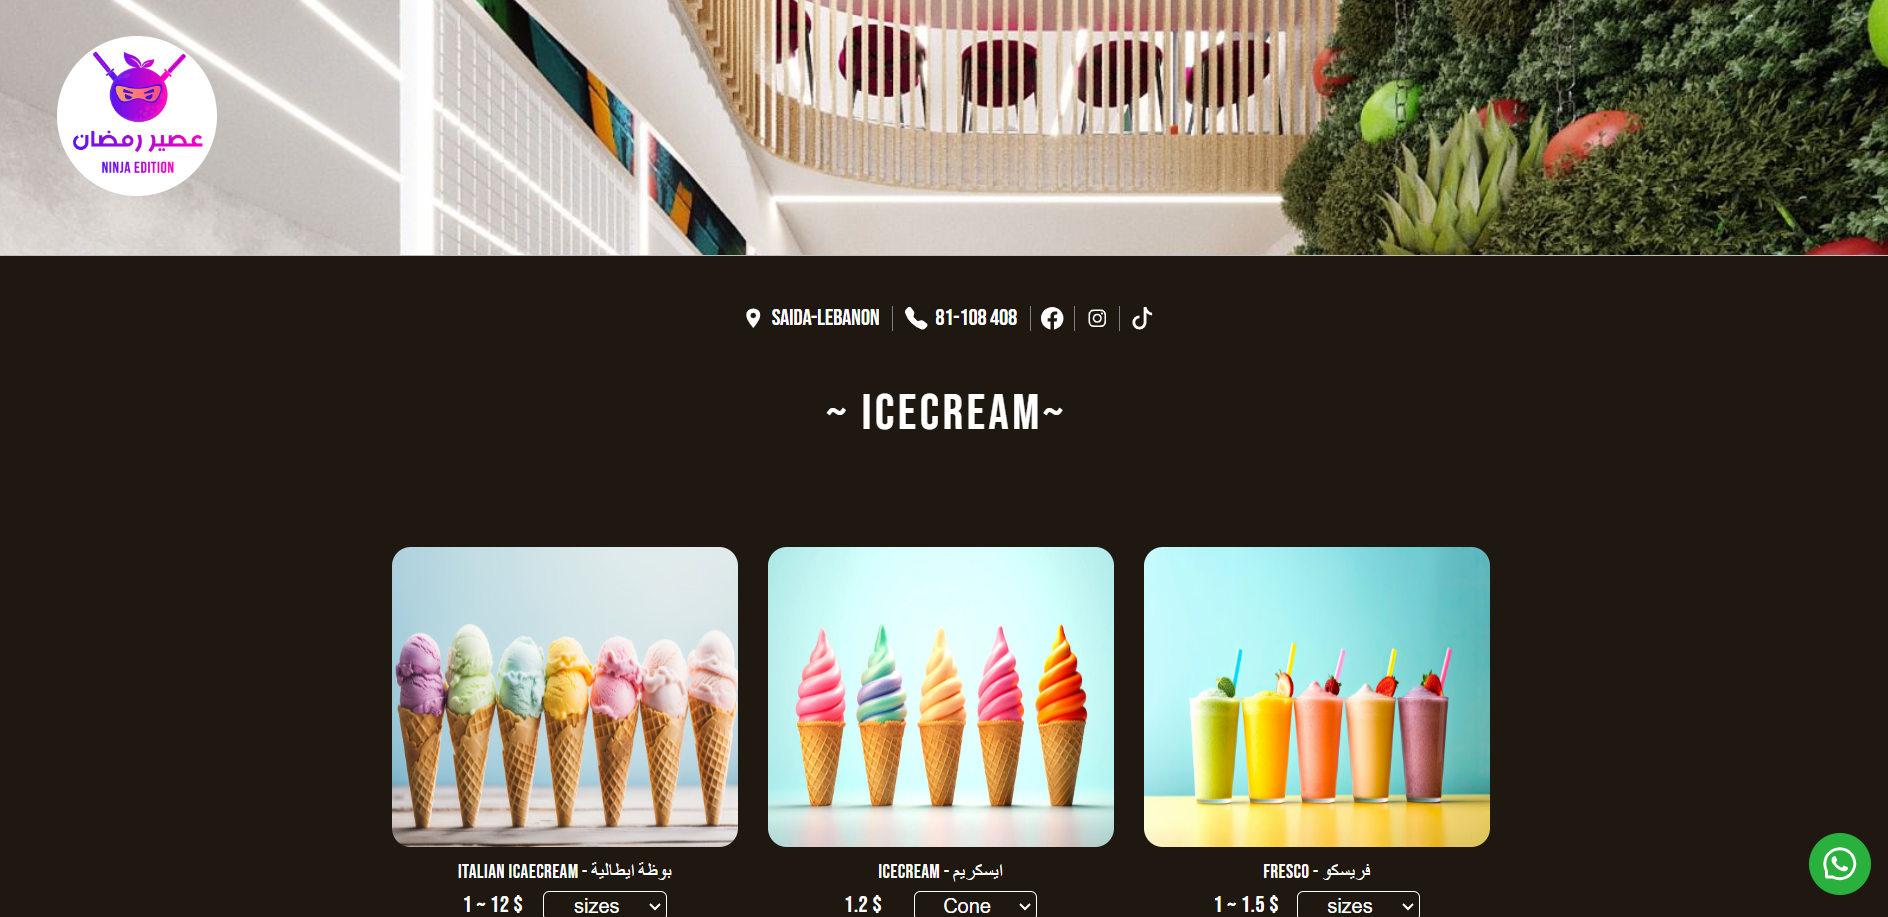 عصير رمضان
NINJA EDITION
SAIDA-LEBANON
81-108 408
~ ICECREAM~
ITALIAN ICAECREAM - بوظة ايطالية
1 ~ 12 $ sizes
ICECREAM - ايسكريم
1.2 $ Cone
FRESCO - فريسكو
1 ~ 1.5 $ sizes